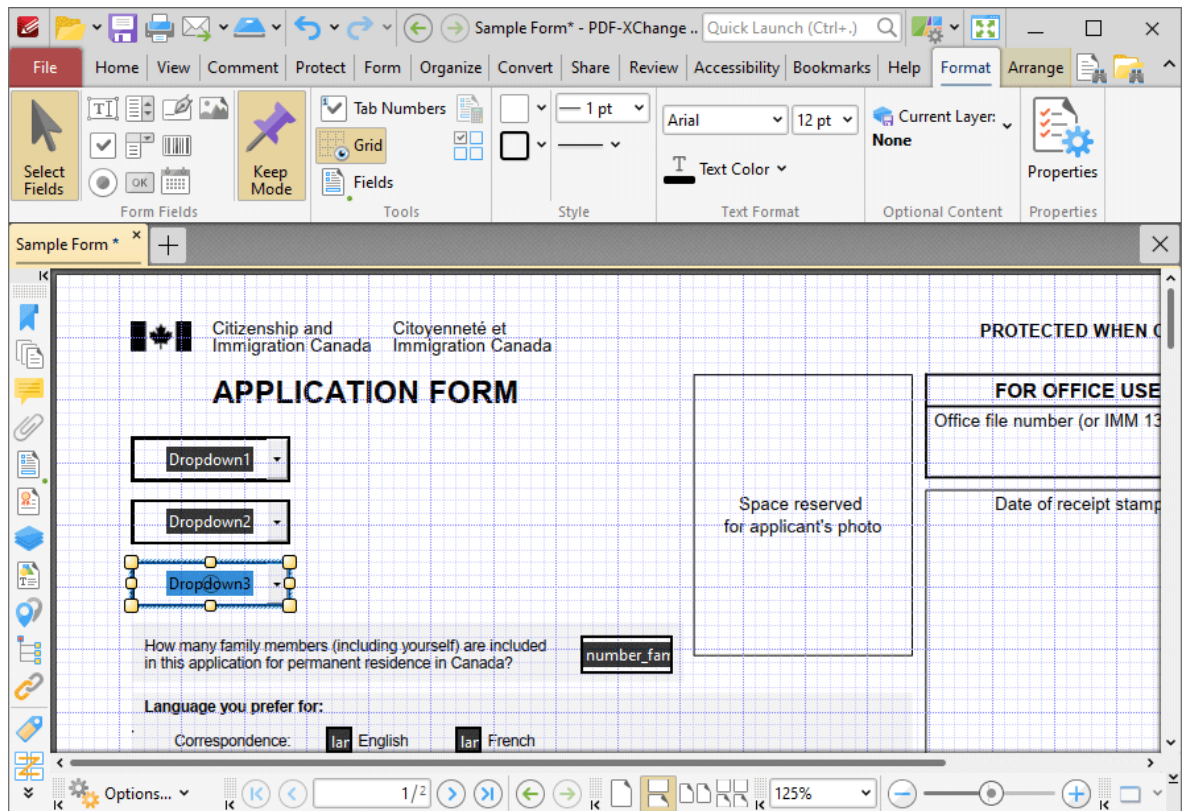 Sample Form* - PDF-XChange ..
Quick Launch (Ctrl+.)
File
Home
View
Comment
Protect
Form
Organize
Convert
Share
Review
Accessibility
Bookmarks
Help
Format
Arrange
Select
Fields
OK
Keep
Mode
Form Fields
Tab Numbers
Grid
Fields
Tools
1 pt
Style
Arial
12 pt
Text Color
Text Format
Current Layer:
None
Optional Content
Properties
Properties
Sample Form *
Citizenship and
Immigration Canada
Citoyenneté et
Immigration Canada
PROTECTED WHEN
APPLICATION FORM
FOR OFFICE USE
Office file number (or IMM 13
Dropdown1
Dropdown2
Dropdown3
Space reserved
for applicant's photo
Date of receipt stamp
How many family members (including yourself) are included
in this application for permanent residence in Canada?
number_fam
Language you prefer for:
Correspondence:
lar
English
lar
French
Options...
1/2
125%